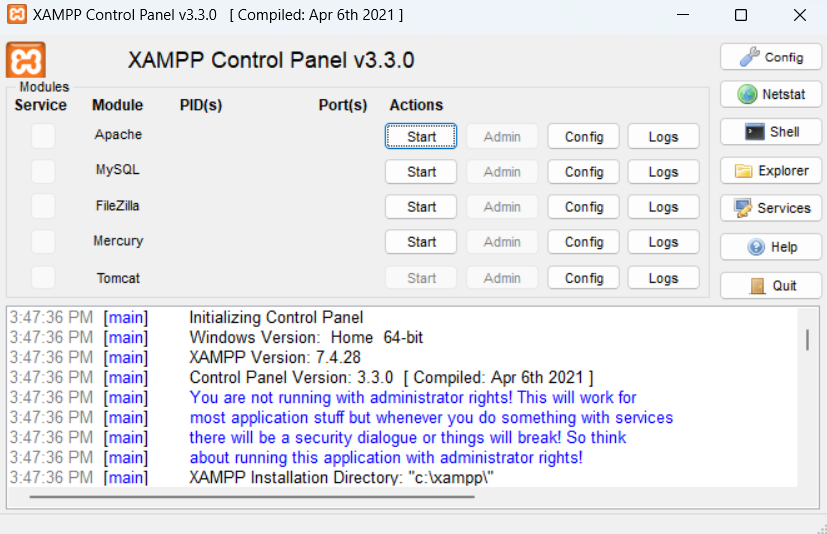 XAMPP Control Panel v3.3.0 [ Compiled: Apr 6th 2021 ]
XAMPP Control Panel v3.3.0
Config
Modules
Service Module PID(s) Port(s) Actions
Netstat
Apache Start Admin Config Logs
Shell
MySQL Start Admin Config Logs
Explorer
FileZilla Start Admin Config Logs
Services
Mercury Start Admin Config Logs
Help
Tomcat Start Admin Config Logs
Quit
3:47:36 PM [main] Initializing Control Panel
3:47:36 PM [main] Windows Version: Home 64-bit
3:47:36 PM [main] XAMPP Version: 7.4.28
3:47:36 PM [main] Control Panel Version: 3.3.0 [ Compiled: Apr 6th 2021 ]
3:47:36 PM [main] You are not running with administrator rights! This will work for
3:47:36 PM [main] most application stuff but whenever you do something with services
3:47:36 PM [main] there will be a security dialogue or things will break! So think
3:47:36 PM [main] about running this application with administrator rights!
3:47:36 PM [main] XAMPP Installation Directory: "c:\xampp\"